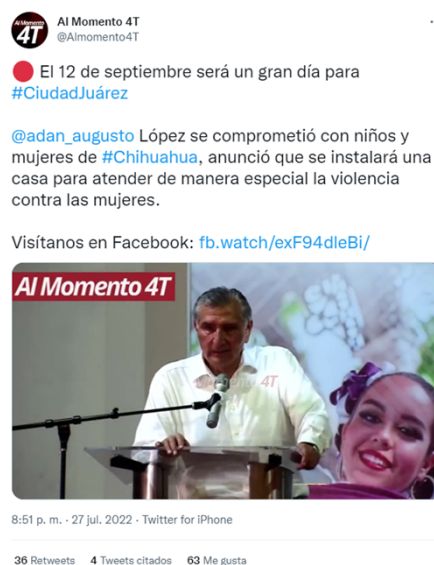 Al Momento 4T
Al Momento
4T
@Almomento4T
El 12 de septiembre será un gran día para
#CiudadJuárez
@adan_augusto López se comprometió con niños y
mujeres de #Chihuahua, anunció que se instalará una
casa para atender de manera especial la violencia
contra las mujeres.
Visítanos en Facebook: fb.watch/exF94dleBi/
Al Momento 4T
Momento 4T
8:51 p. m. · 27 jul. 2022 · Twitter for iPhone
36 Retweets 4 Tweets citados 63 Me gusta